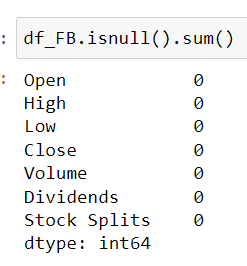 : df_FB.isnull().sum()
: Open 0
High 0
Low 0
Close 0
Volume 0
Dividends 0
Stock Splits 0
dtype: int64